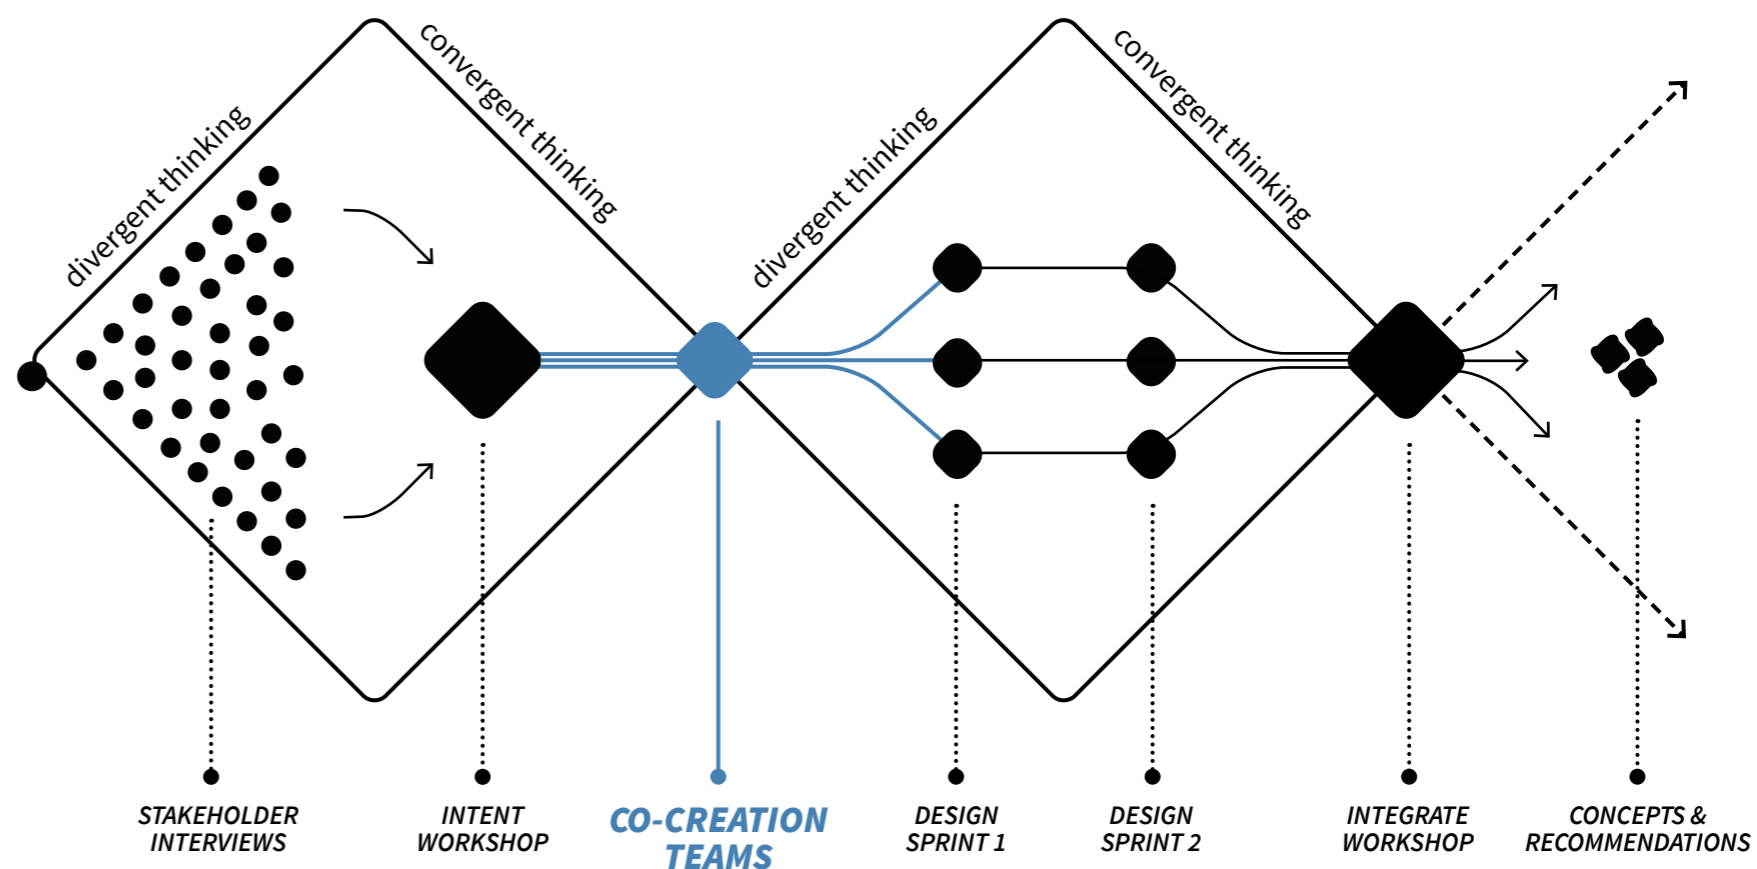 divergent thinking
convergent thinking
divergent thinking
convergent thinking
STAKEHOLDER
INTERVIEWS
INTENT
WORKSHOP
CO-CREATION
TEAMS
DESIGN
SPRINT 1
DESIGN
SPRINT 2
INTEGRATE
WORKSHOP
CONCEPTS &
RECOMMENDATIONS